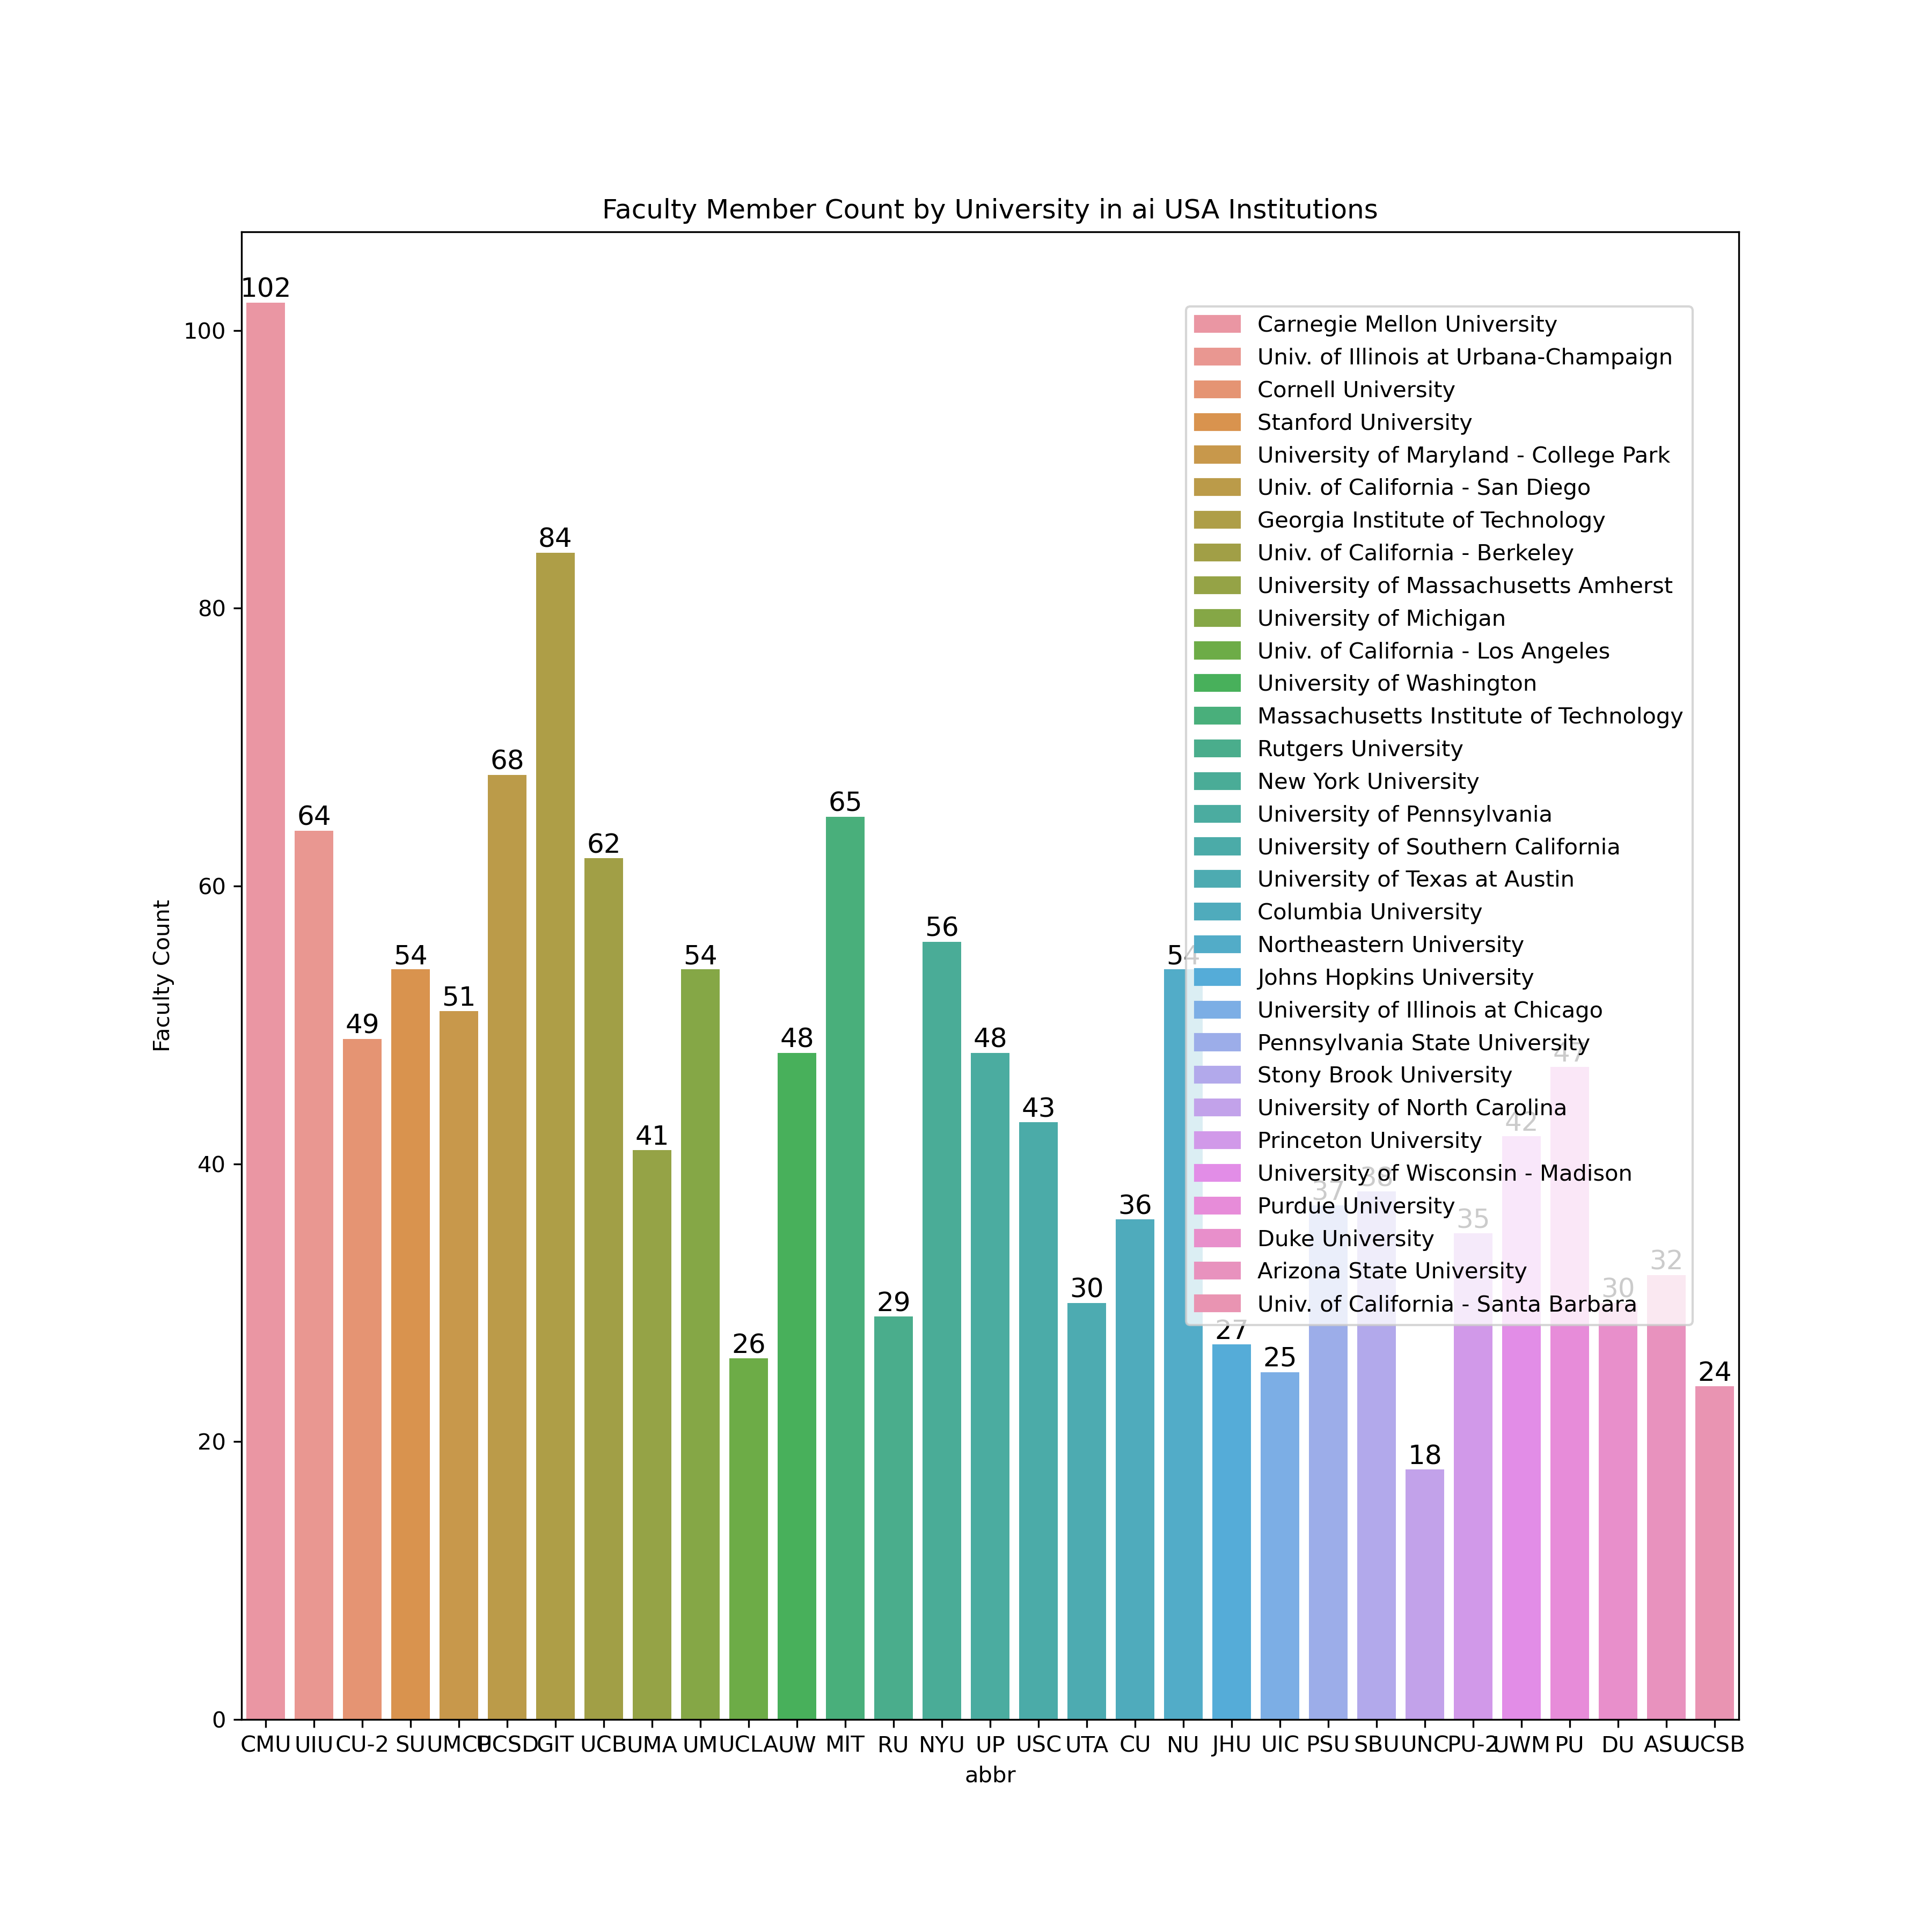 Faculty Member Count by University in ai USA Institutions
Faculty Count
100
80
60
40
20
0
102
64
49
54
51
68
84
62
41
54
26
48
65
29
56
48
43
30
36
54
27
25
37
38
18
35
42
47
30
32
24
Carnegie Mellon University
Univ. of Illinois at Urbana-Champaign
Cornell University
Stanford University
University of Maryland - College Park
Univ. of California - San Diego
Georgia Institute of Technology
Univ. of California - Berkeley
University of Massachusetts Amherst
University of Michigan
Univ. of California - Los Angeles
University of Washington
Massachusetts Institute of Technology
Rutgers University
New York University
University of Pennsylvania
University of Southern California
University of Texas at Austin
Columbia University
Northeastern University
Johns Hopkins University
University of Illinois at Chicago
Pennsylvania State University
Stony Brook University
University of North Carolina
Princeton University
University of Wisconsin - Madison
Purdue University
Duke University
Arizona State University
Univ. of California - Santa Barbara
CMU UIU CU-2 SU UMCP UCSD GIT UCB UMA UM UCLA UW MIT RU NYU UP USC UTA CU NU JHU UIC PSU SBU UNC PU-2 UWM PU DU ASU UCSB
abbr